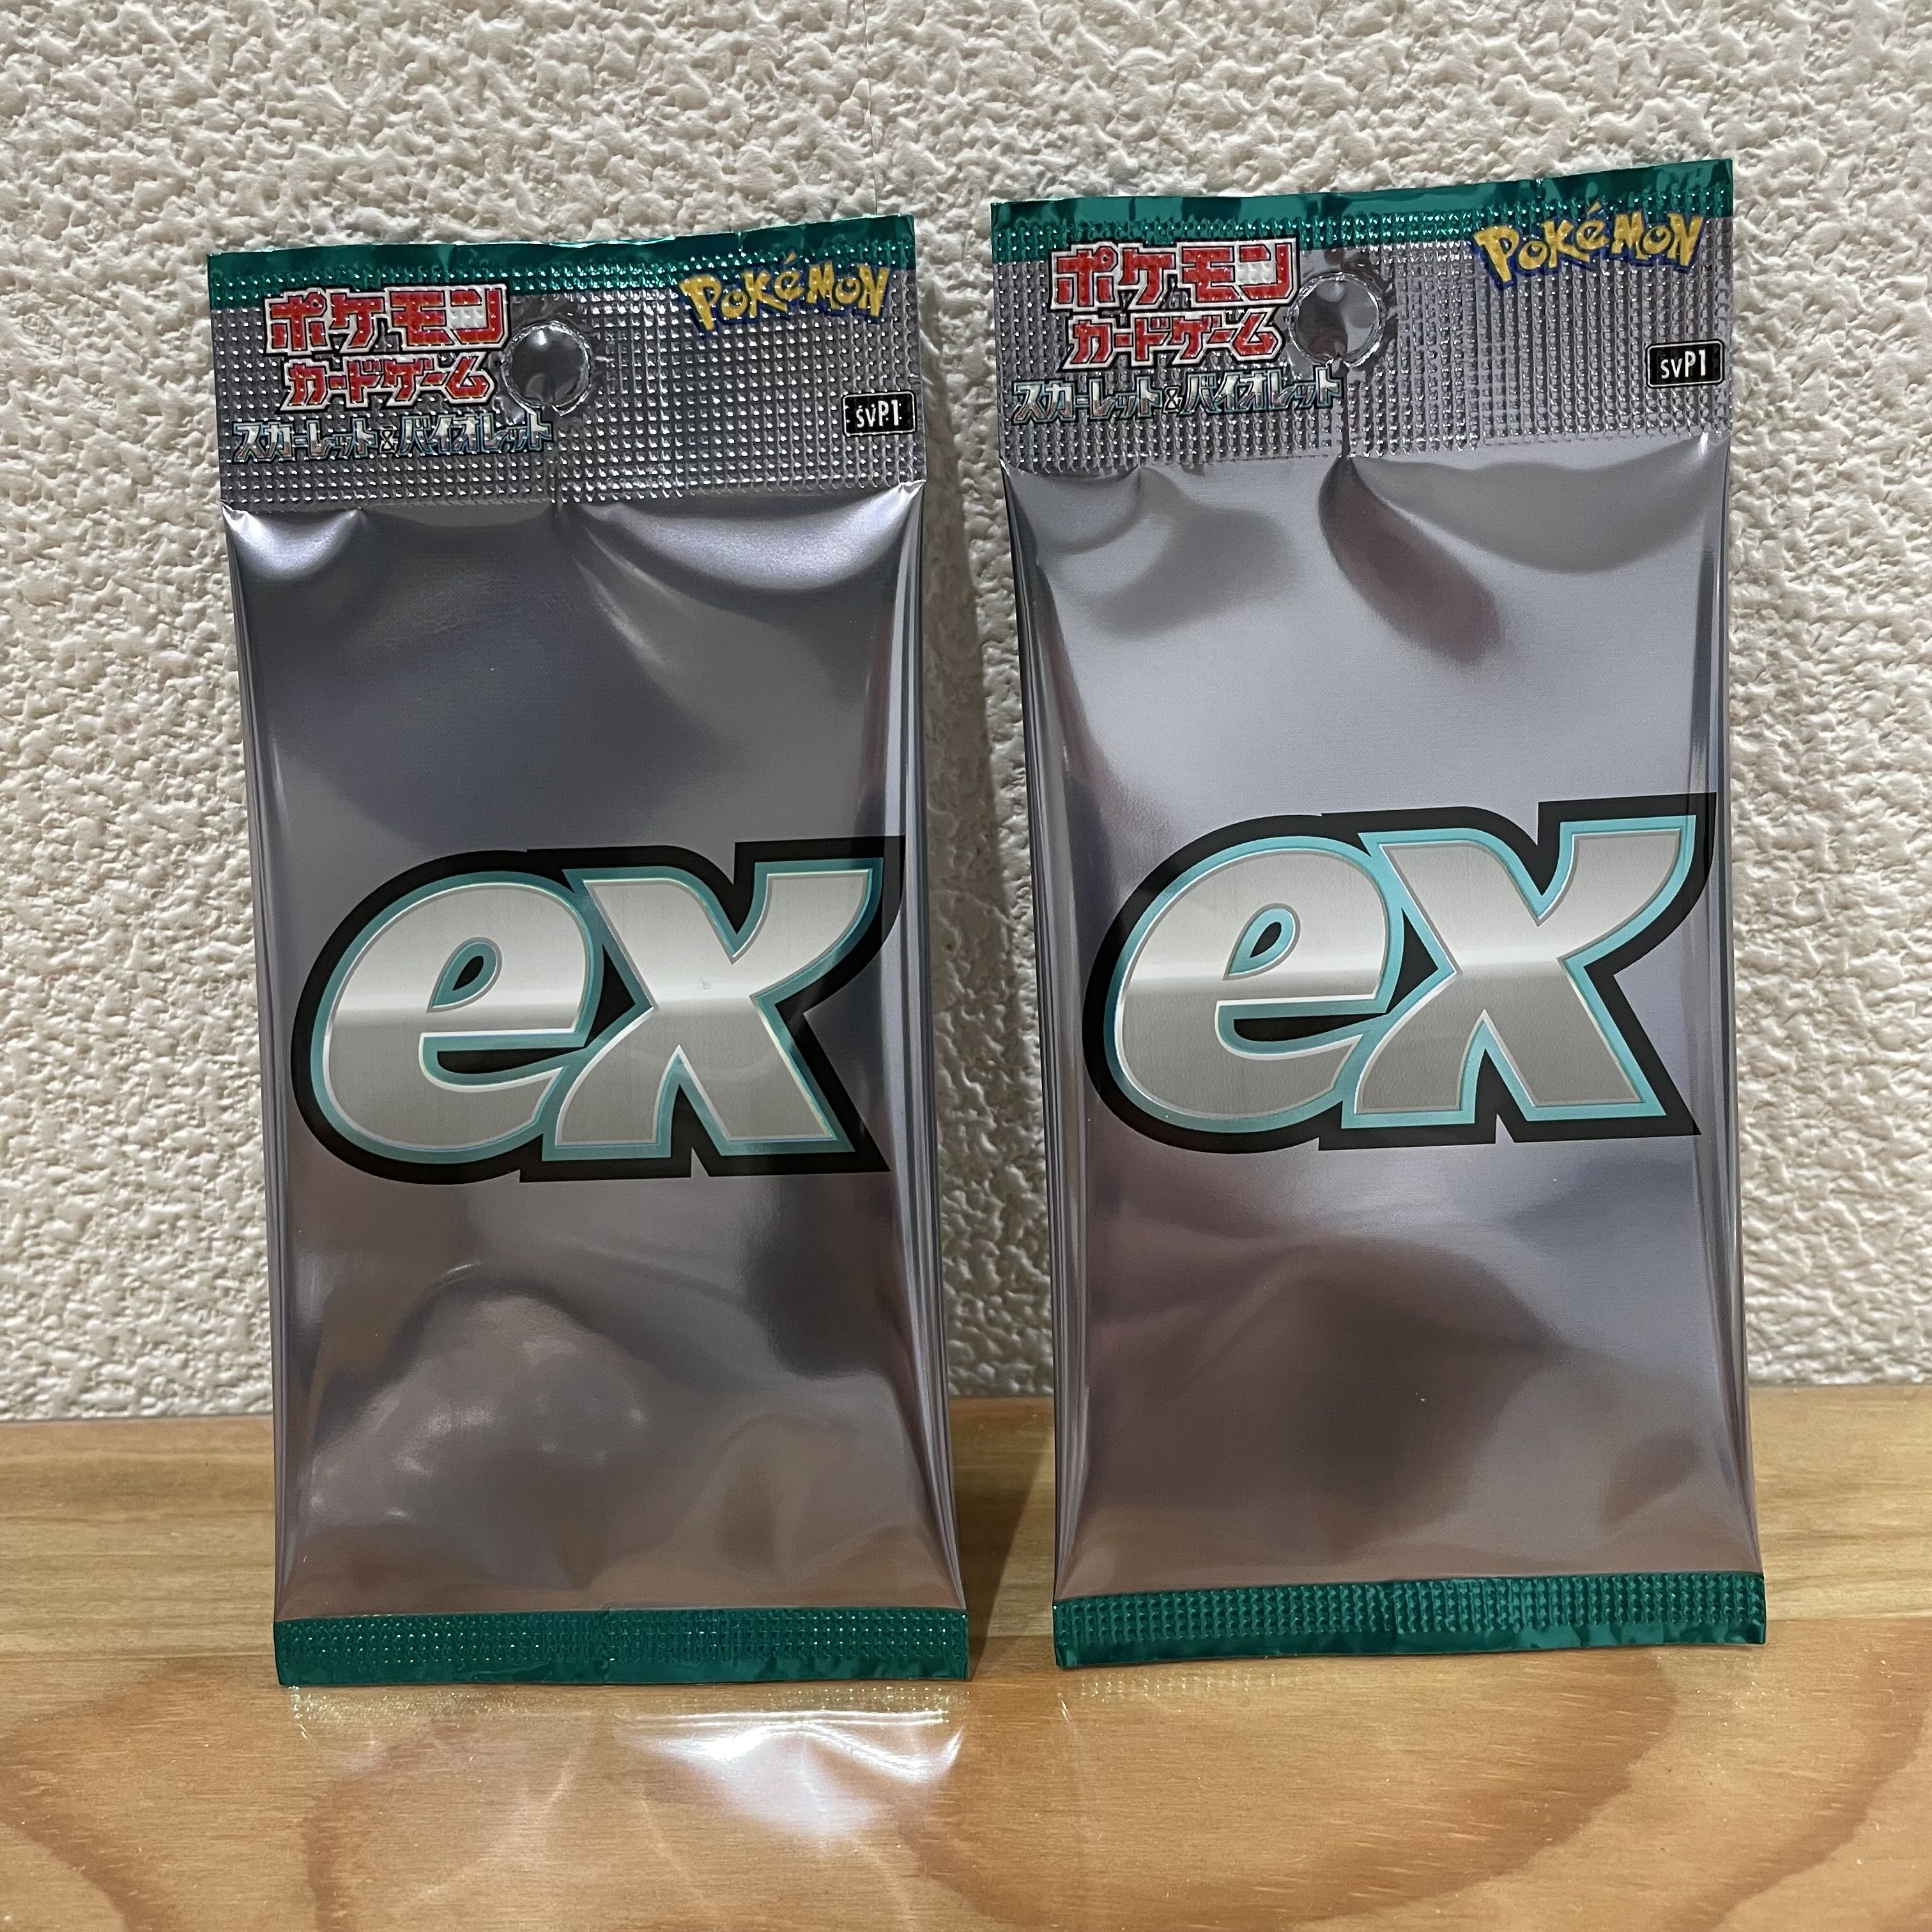 ポケモン
カードゲーム
スカーレット&バイオレット
POKéMON
svP1
ex
ポケモン
カードゲーム
スカーレット&バイオレット
POKéMON
svP1
ex